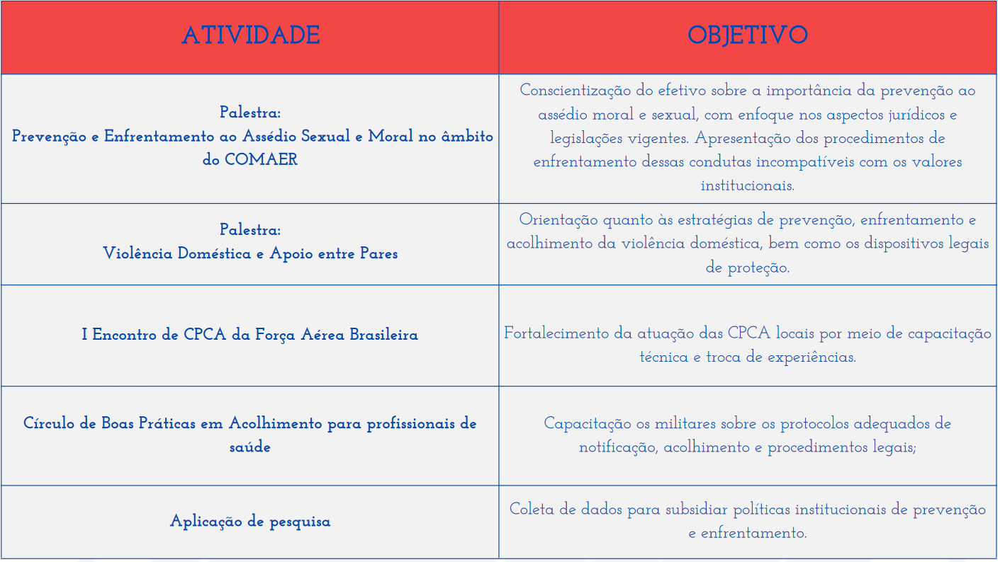 ATIVIDADE
OBJETIVO
Palestra:
Prevenção e Enfrentamento ao Assédio Sexual e Moral no âmbito
do COMAER
Conscientização do efetivo sobre a importância da prevenção ao
assédio moral e sexual, com enfoque nos aspectos jurídicos e
legislações vigentes. Apresentação dos procedimentos de
enfrentamento dessas condutas incompatíveis com os valores
institucionais.
Palestra:
Violência Doméstica e Apoio entre Pares
Orientação quanto às estratégias de prevenção, enfrentamento e
acolhimento da violência doméstica, bem como os dispositivos legais
de proteção.
I Encontro de CPCA da Força Aérea Brasileira
Fortalecimento da atuação das CPCA locais por meio de capacitação
técnica e troca de experiências.
Círculo de Boas Práticas em Acolhimento para profissionais de
saúde
Capacitação os militares sobre os protocolos adequados de
notificação, acolhimento e procedimentos legais;
Aplicação de pesquisa
Coleta de dados para subsidiar políticas institucionais de prevenção
e enfrentamento.